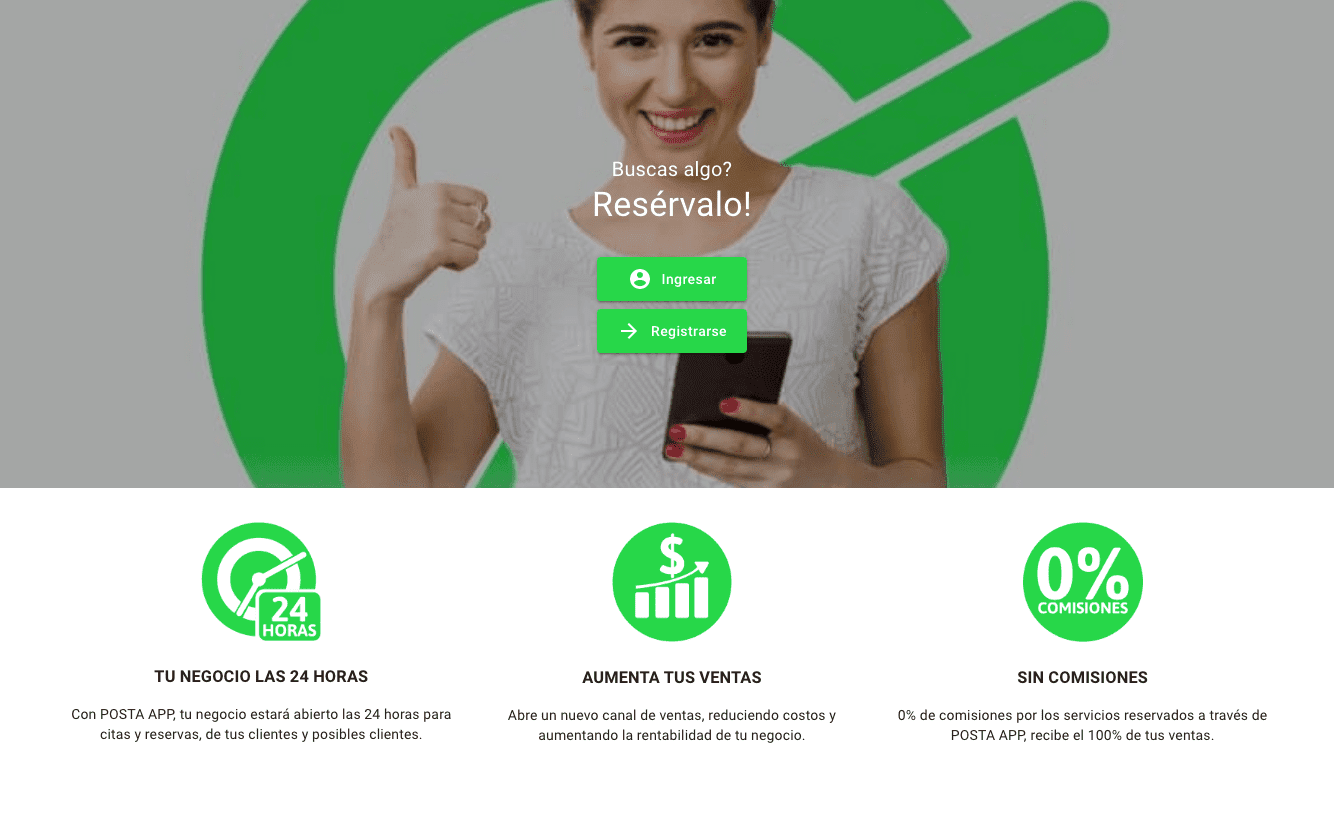 Buscas algo?
Resérvalo!
Ingresar
Registrarse
24
HORAS
$
0%
COMISIONES
TU NEGOCIO LAS 24 HORAS
Con POSTA APP, tu negocio estará abierto las 24 horas para
citas y reservas, de tus clientes y posibles clientes.
AUMENTA TUS VENTAS
Abre un nuevo canal de ventas, reduciendo costos y
aumentando la rentabilidad de tu negocio.
SIN COMISIONES
0% de comisiones por los servicios reservados a través de
POSTA APP, recibe el 100% de tus ventas.